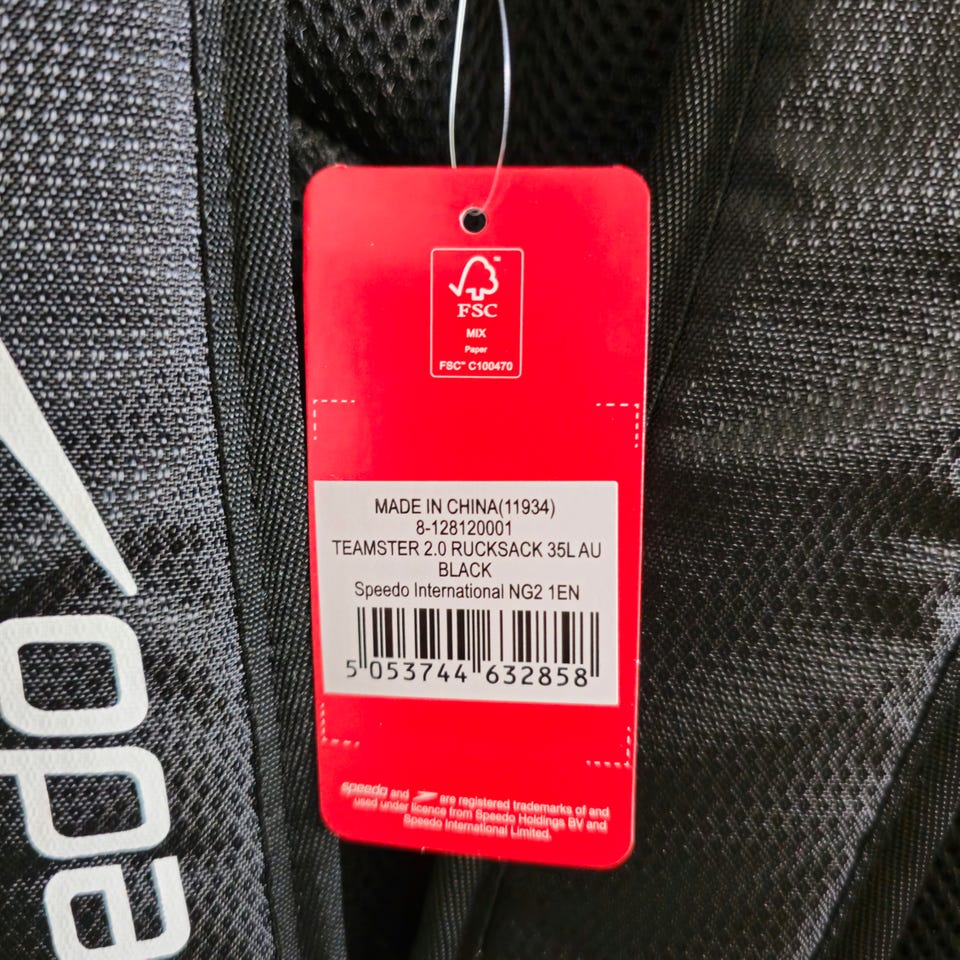 FSC™
MIX
Paper
FSC™ C100470
MADE IN CHINA(11934)
8-128120001
TEAMSTER 2.0 RUCKSACK 35L AU
BLACK
Speedo International NG2 1EN
5 053744 632858
speedo and are registered trademarks of and
used under licence from Speedo Holdings BV and
Speedo International Limited.
opa